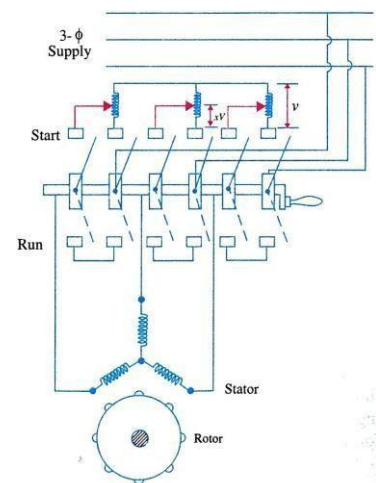 3- ϕ
Supply
v
xV
Start
Run
Stator
Rotor